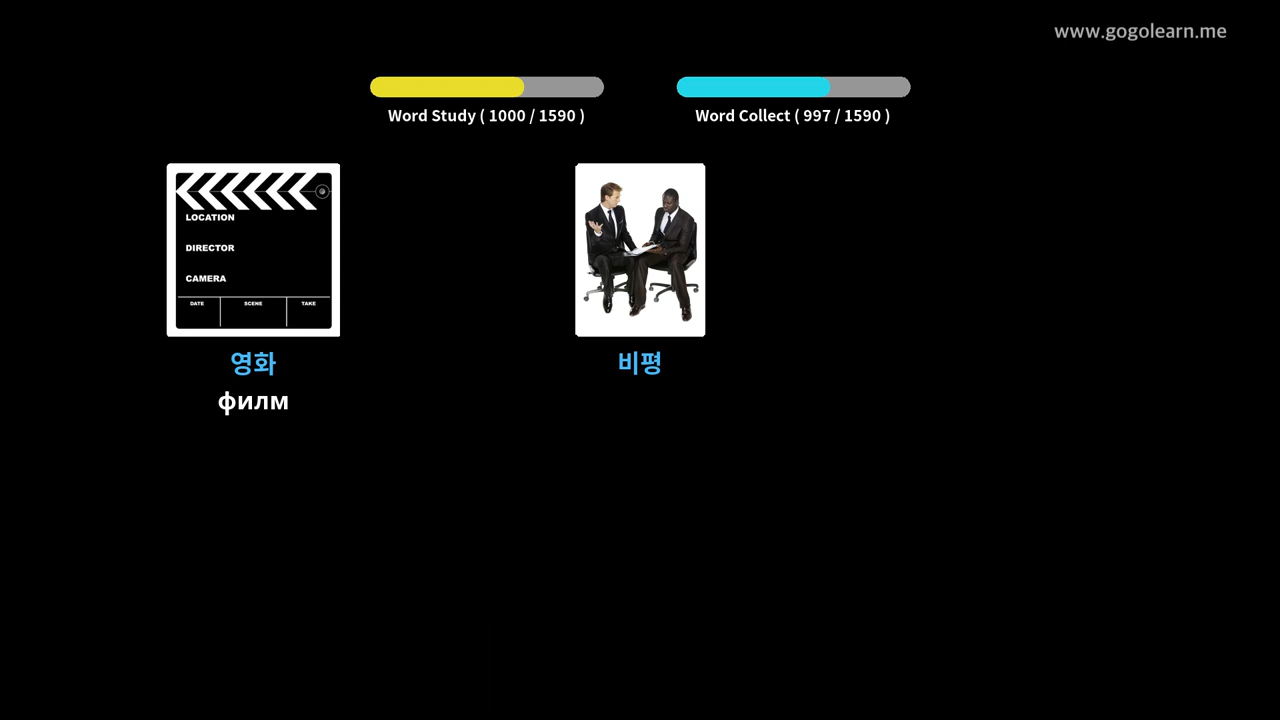 www.gogolearn.me
Word Study ( 1000 / 1590 )
Word Collect ( 997 / 1590 )
LOCATION
DIRECTOR
CAMERA
DATE SCENE TAKE
영화
비평
филм